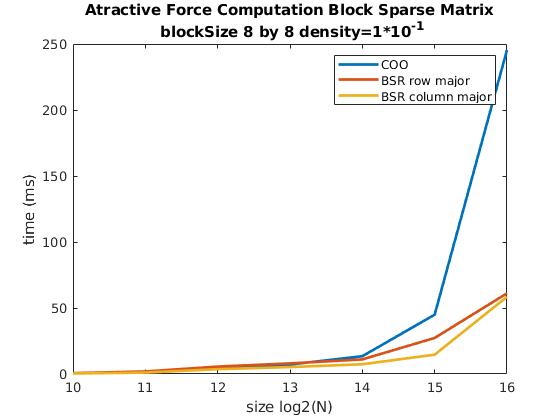 Atractive Force Computation Block Sparse Matrix
blockSize 8 by 8 density=1*10^-1
COO
BSR row major
BSR column major
250
200
150
100
50
0
time (ms)
10 11 12 13 14 15 16
size log2(N)